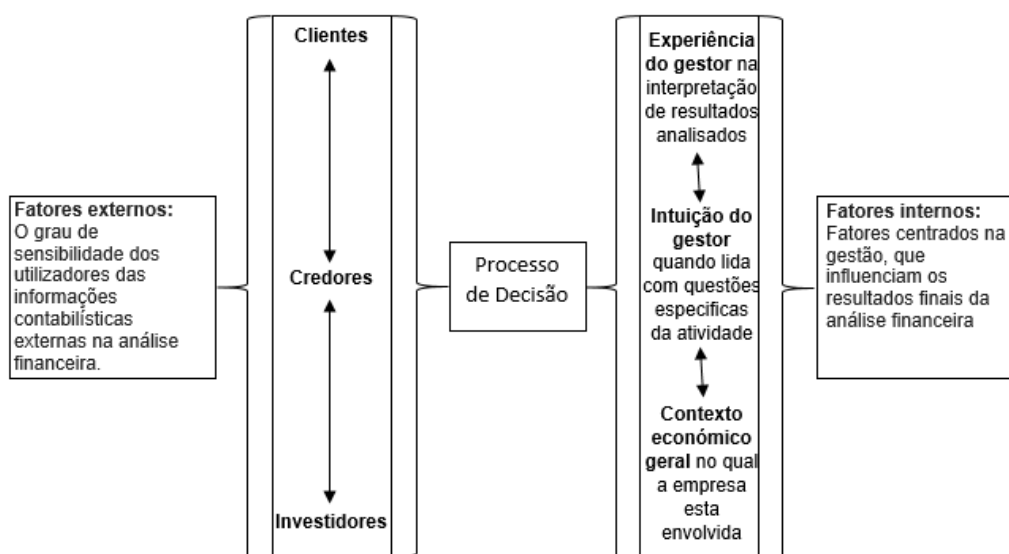 Fatores externos:
O grau de
sensibilidade dos
utilizadores das
informações
contabilísticas
externas na análise
financeira.
Clientes
Credores
Investidores
Processo
de Decisão
Experiência
do gestor na
interpretação
de resultados
analisados
Intuição do
gestor
quando lida
com questões
especificas
da atividade
Contexto
económico
geral no qual
a empresa
esta
envolvida
Fatores internos:
Fatores centrados na
gestão, que
influenciam os
resultados finais da
análise financeira